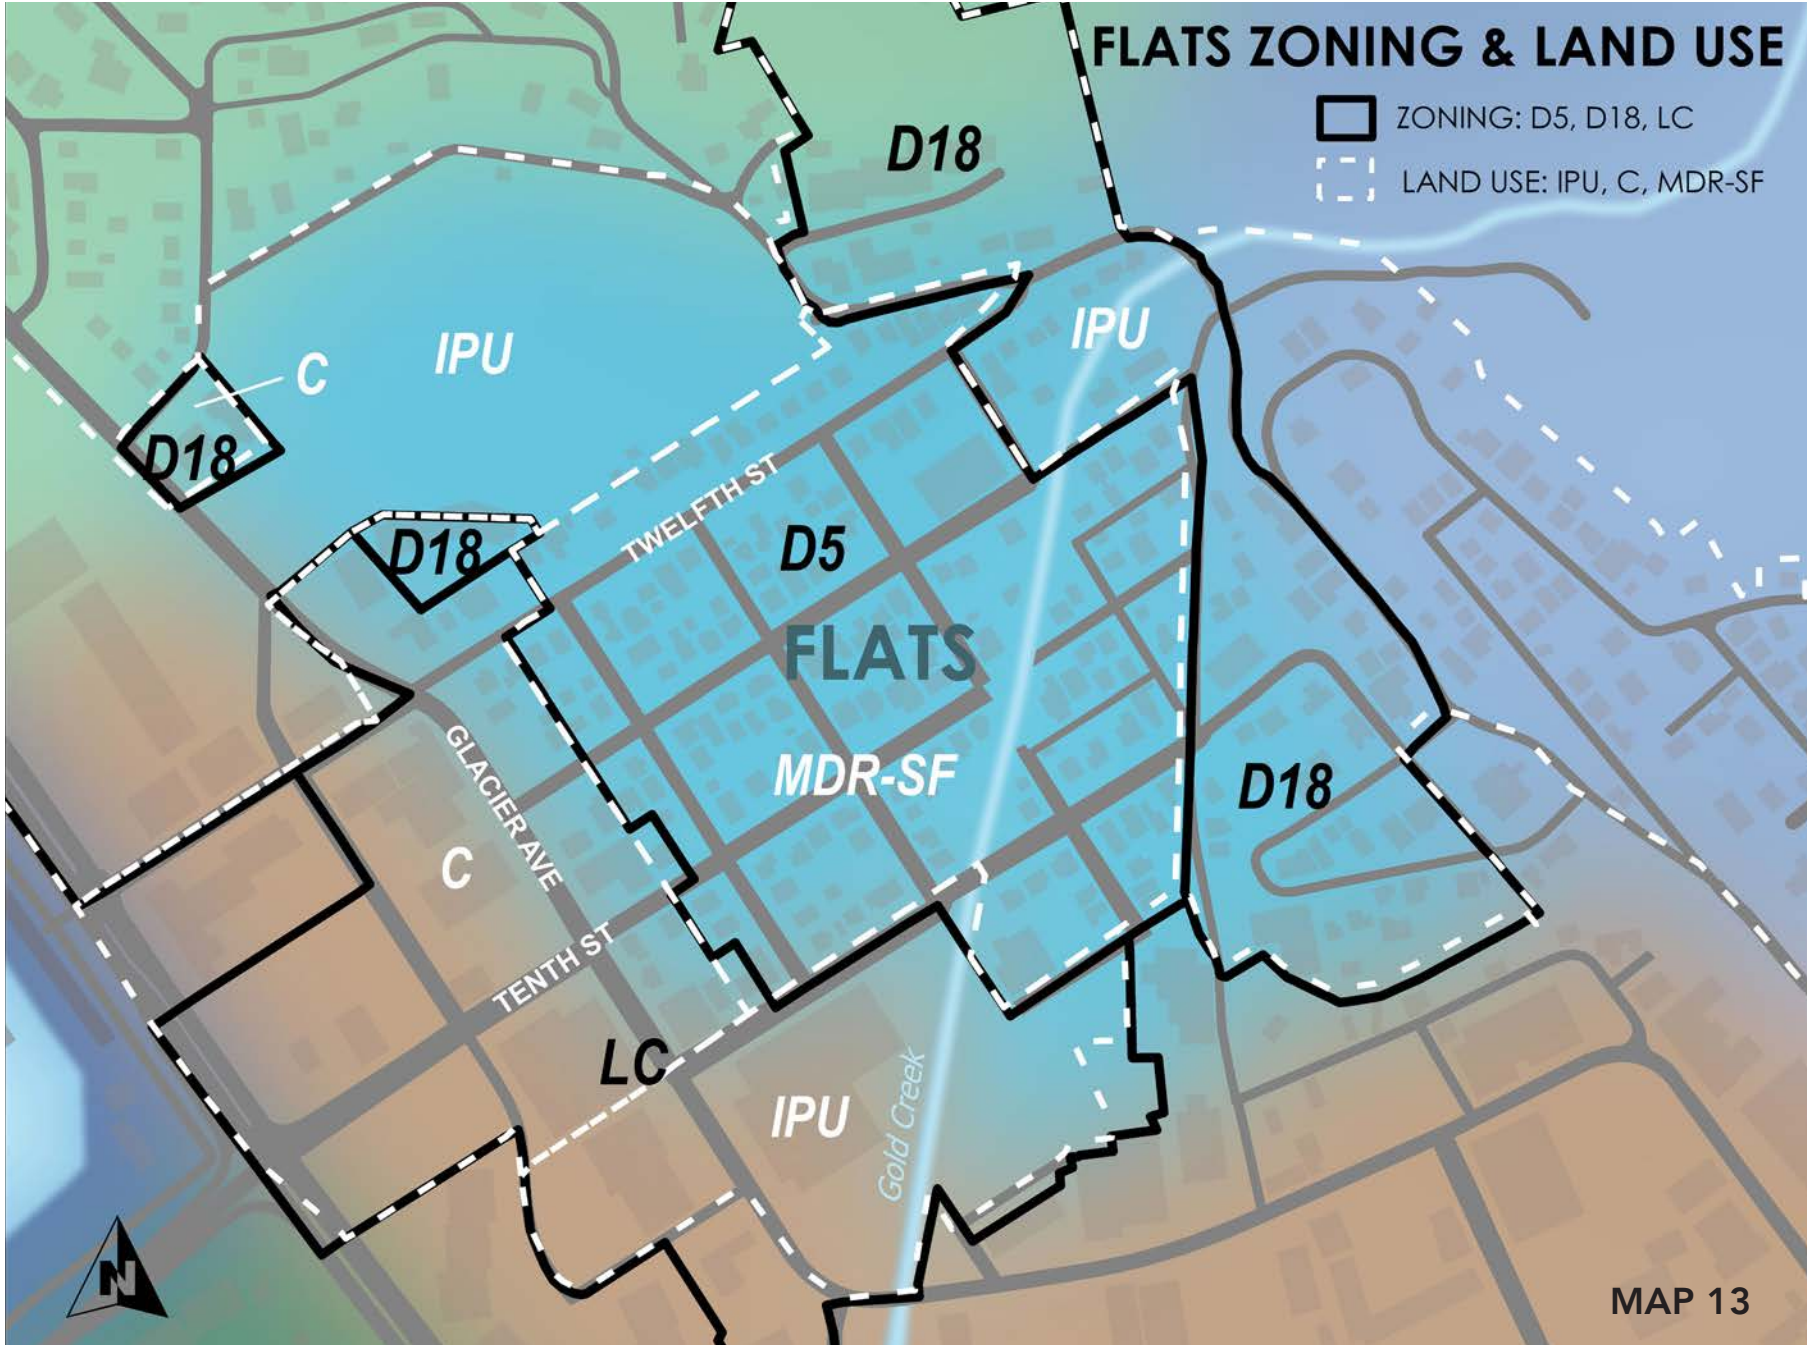 FLATS ZONING & LAND USE
ZONING: D5, D18, LC
LAND USE: IPU, C, MDR-SF
D18
IPU
IPU
C
D18
D18
TWELFTH ST
D5
FLATS
MDR-SF
D18
GLACIER AVE
C
TENTH ST
LC
IPU
Gold Creek
N
MAP 13